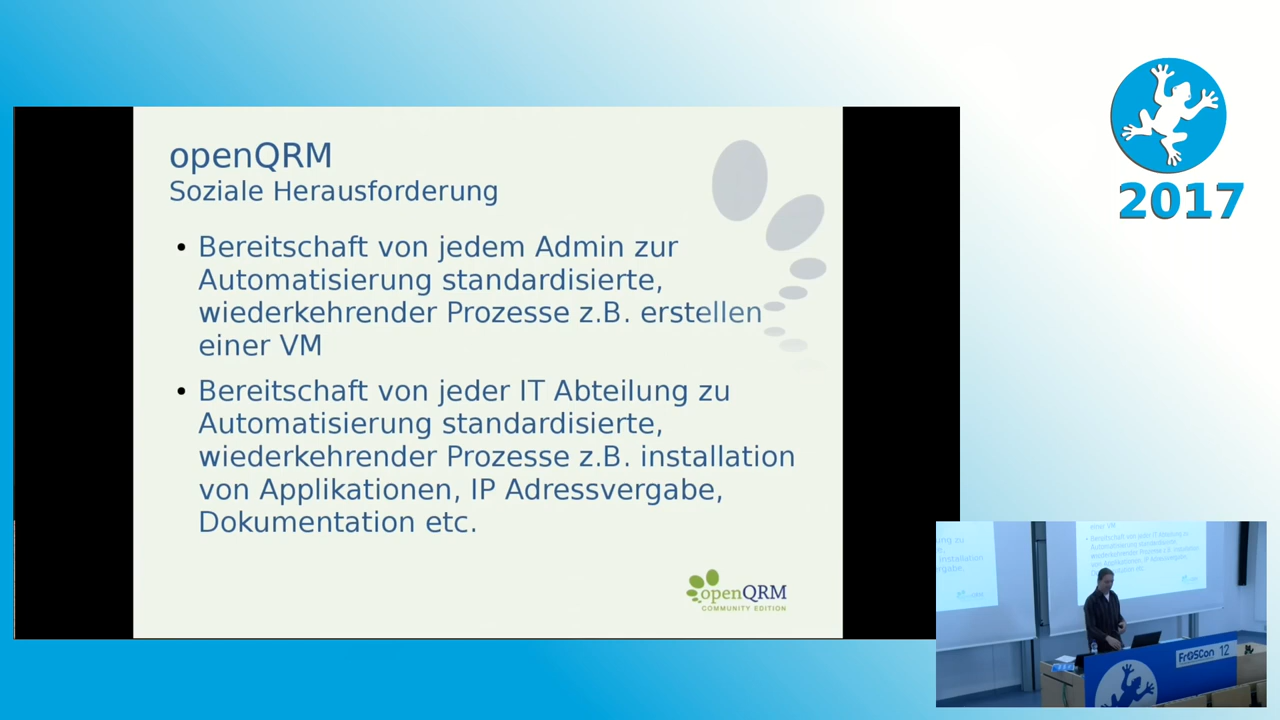 openQRM
Soziale Herausforderung
• Bereitschaft von jedem Admin zur
Automatisierung standardisierte,
wiederkehrender Prozesse z.B. erstellen
einer VM
• Bereitschaft von jeder IT Abteilung zu
Automatisierung standardisierte,
wiederkehrender Prozesse z.B. installation
von Applikationen, IP Adressvergabe,
Dokumentation etc.
openQRM
COMMUNITY EDITION
2017
einer VM
FrOSCon 12